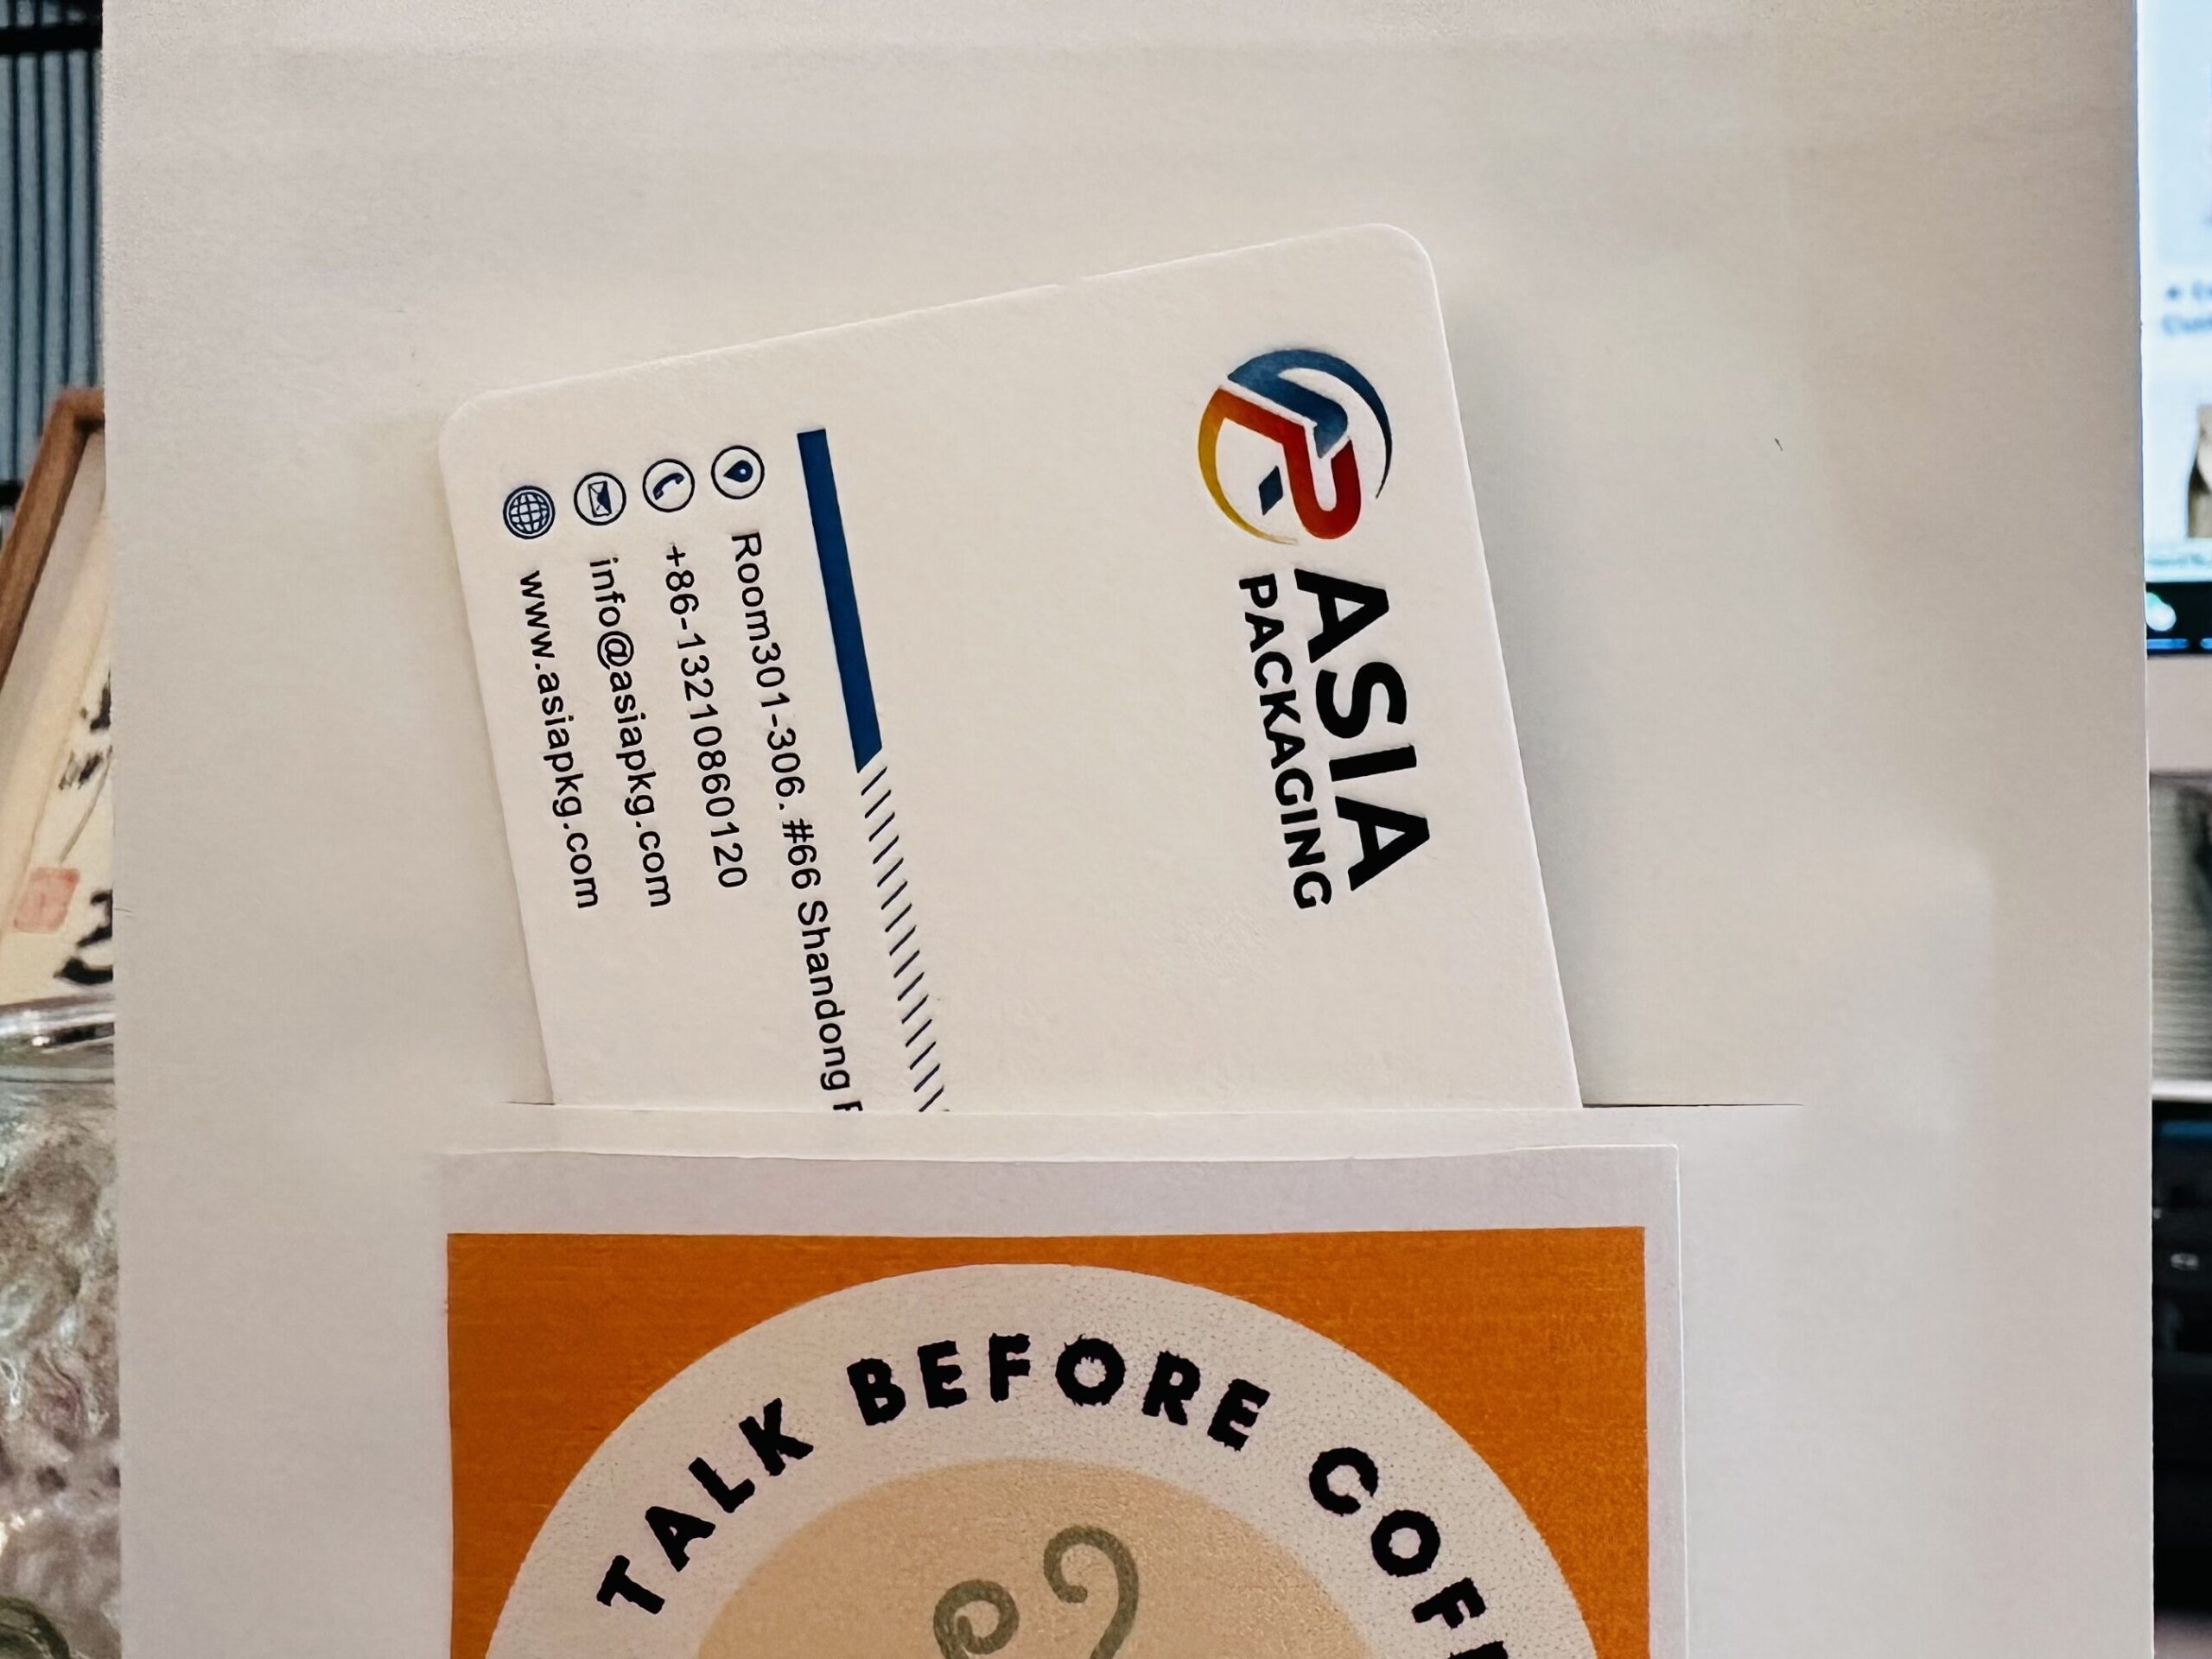 ASIA
PACKAGING
Room301-306. #66 Shandong
+86-13210860120
info@asiapkg.com
www.asiapkg.com
TALK BEFORE